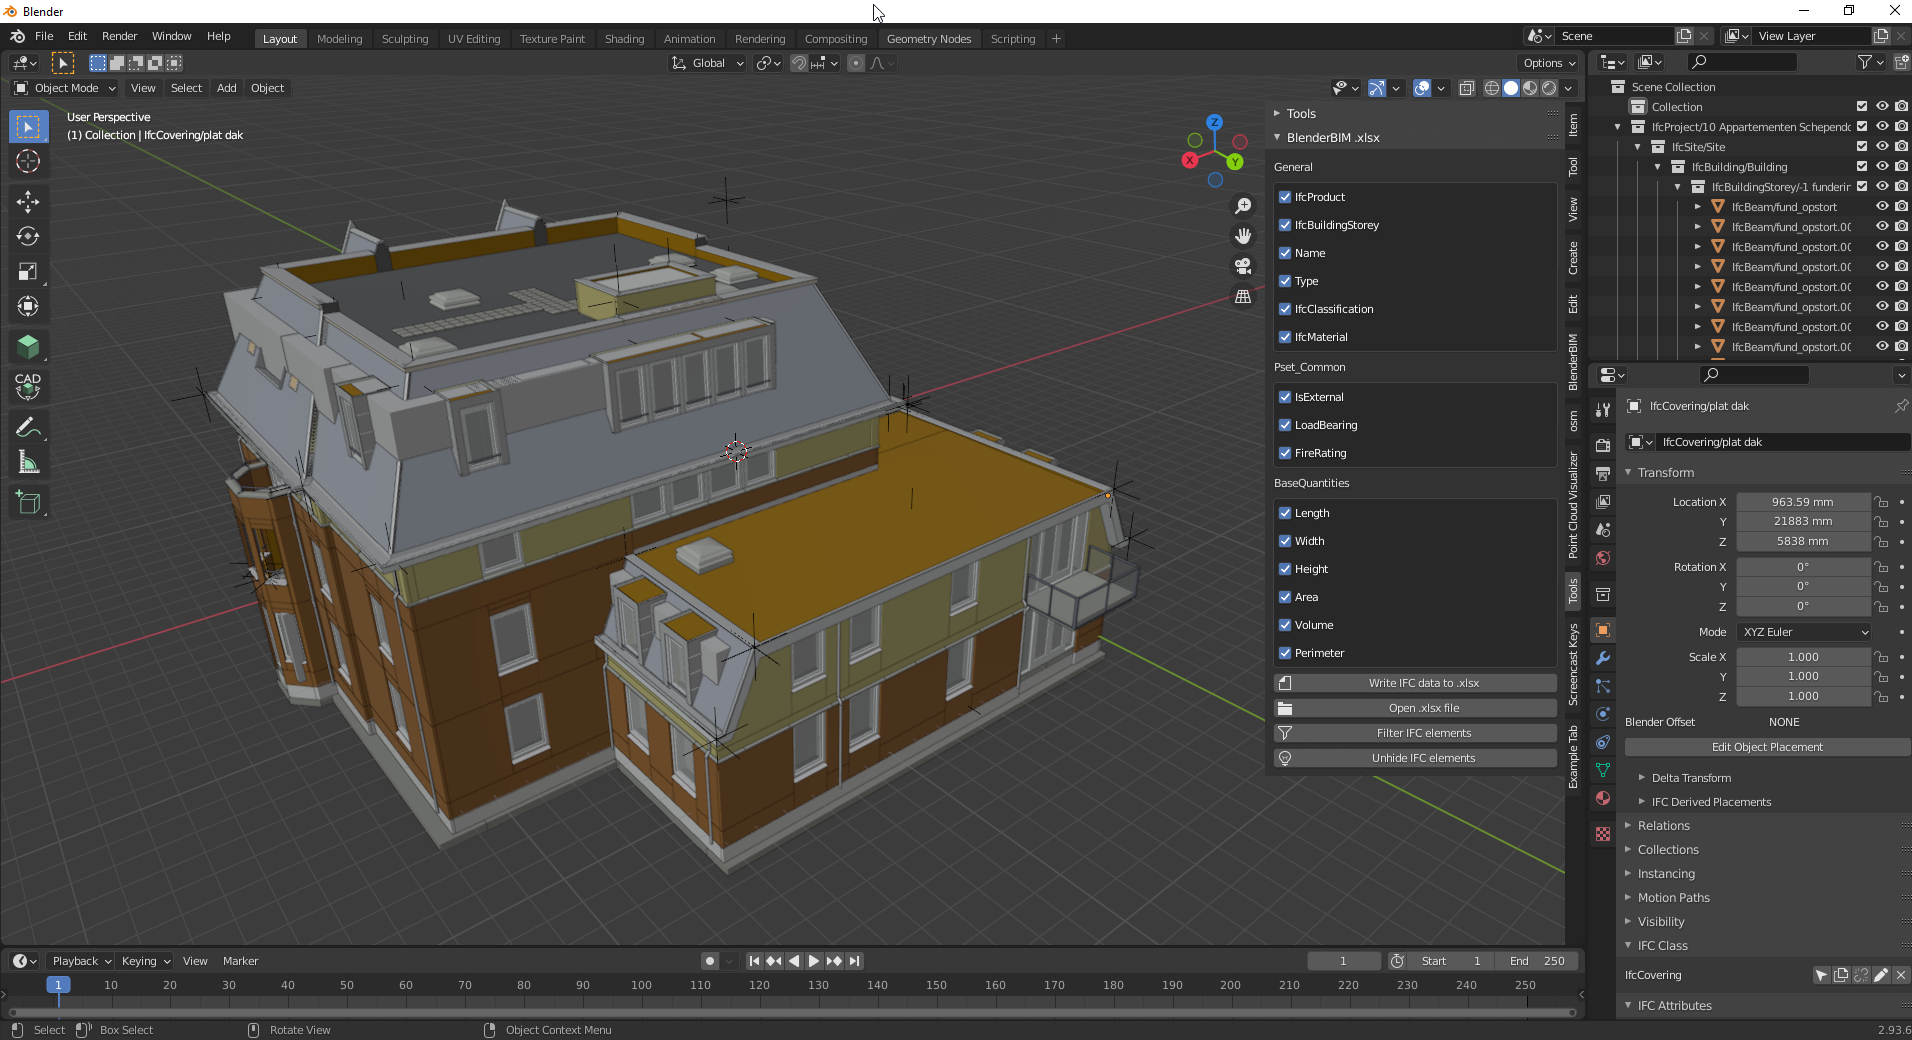 Blender
File Edit Render Window Help
Layout Modeling Sculpting UV Editing Texture Paint Shading Animation Rendering Compositing Geometry Nodes Scripting +
Scene
View Layer
Global
Options
Object Mode View Select Add Object
User Perspective
(1) Collection | IfcCovering/plat dak
Z
X
Y
CAD
Tools
BlenderBIM .xlsx
General
IfcProduct
IfcBuildingStorey
Name
Type
IfcClassification
IfcMaterial
Pset_Common
IsExternal
LoadBearing
FireRating
BaseQuantities
Length
Width
Height
Area
Volume
Perimeter
Write IFC data to .xlsx
Open .xlsx file
Filter IFC elements
Unhide IFC elements
Item
Tool
View
Create
Edit
BlenderBIM
osm
Point Cloud Visualizer
Tools
Screencast Keys
Example Tab
Scene Collection
Collection
IfcProject/10 Appartementen Schepend
IfcSite/Site
IfcBuilding/Building
IfcBuildingStorey/-1 funderin
IfcBeam/fund_opstort
IfcBeam/fund_opstort.00
IfcBeam/fund_opstort.00
IfcBeam/fund_opstort.00
IfcBeam/fund_opstort.00
IfcBeam/fund_opstort.00
IfcBeam/fund_opstort.00
IfcBeam/fund_opstort.00
IfcCovering/plat dak
IfcCovering/plat dak
Transform
Location X 963.59 mm
Y 21883 mm
Z 5838 mm
Rotation X 0°
Y 0°
Z 0°
Mode XYZ Euler
Scale X 1.000
Y 1.000
Z 1.000
Blender Offset NONE
Edit Object Placement
Delta Transform
IFC Derived Placements
Relations
Collections
Instancing
Motion Paths
Visibility
IFC Class
IfcCovering
IFC Attributes
Playback Keying View Marker
1
Start 1
End 250
1 10 20 30 40 50 60 70 80 90 100 110 120 130 140 150 160 170 180 190 200 210 220 230 240 250
Select Box Select Rotate View Object Context Menu
2.93.6